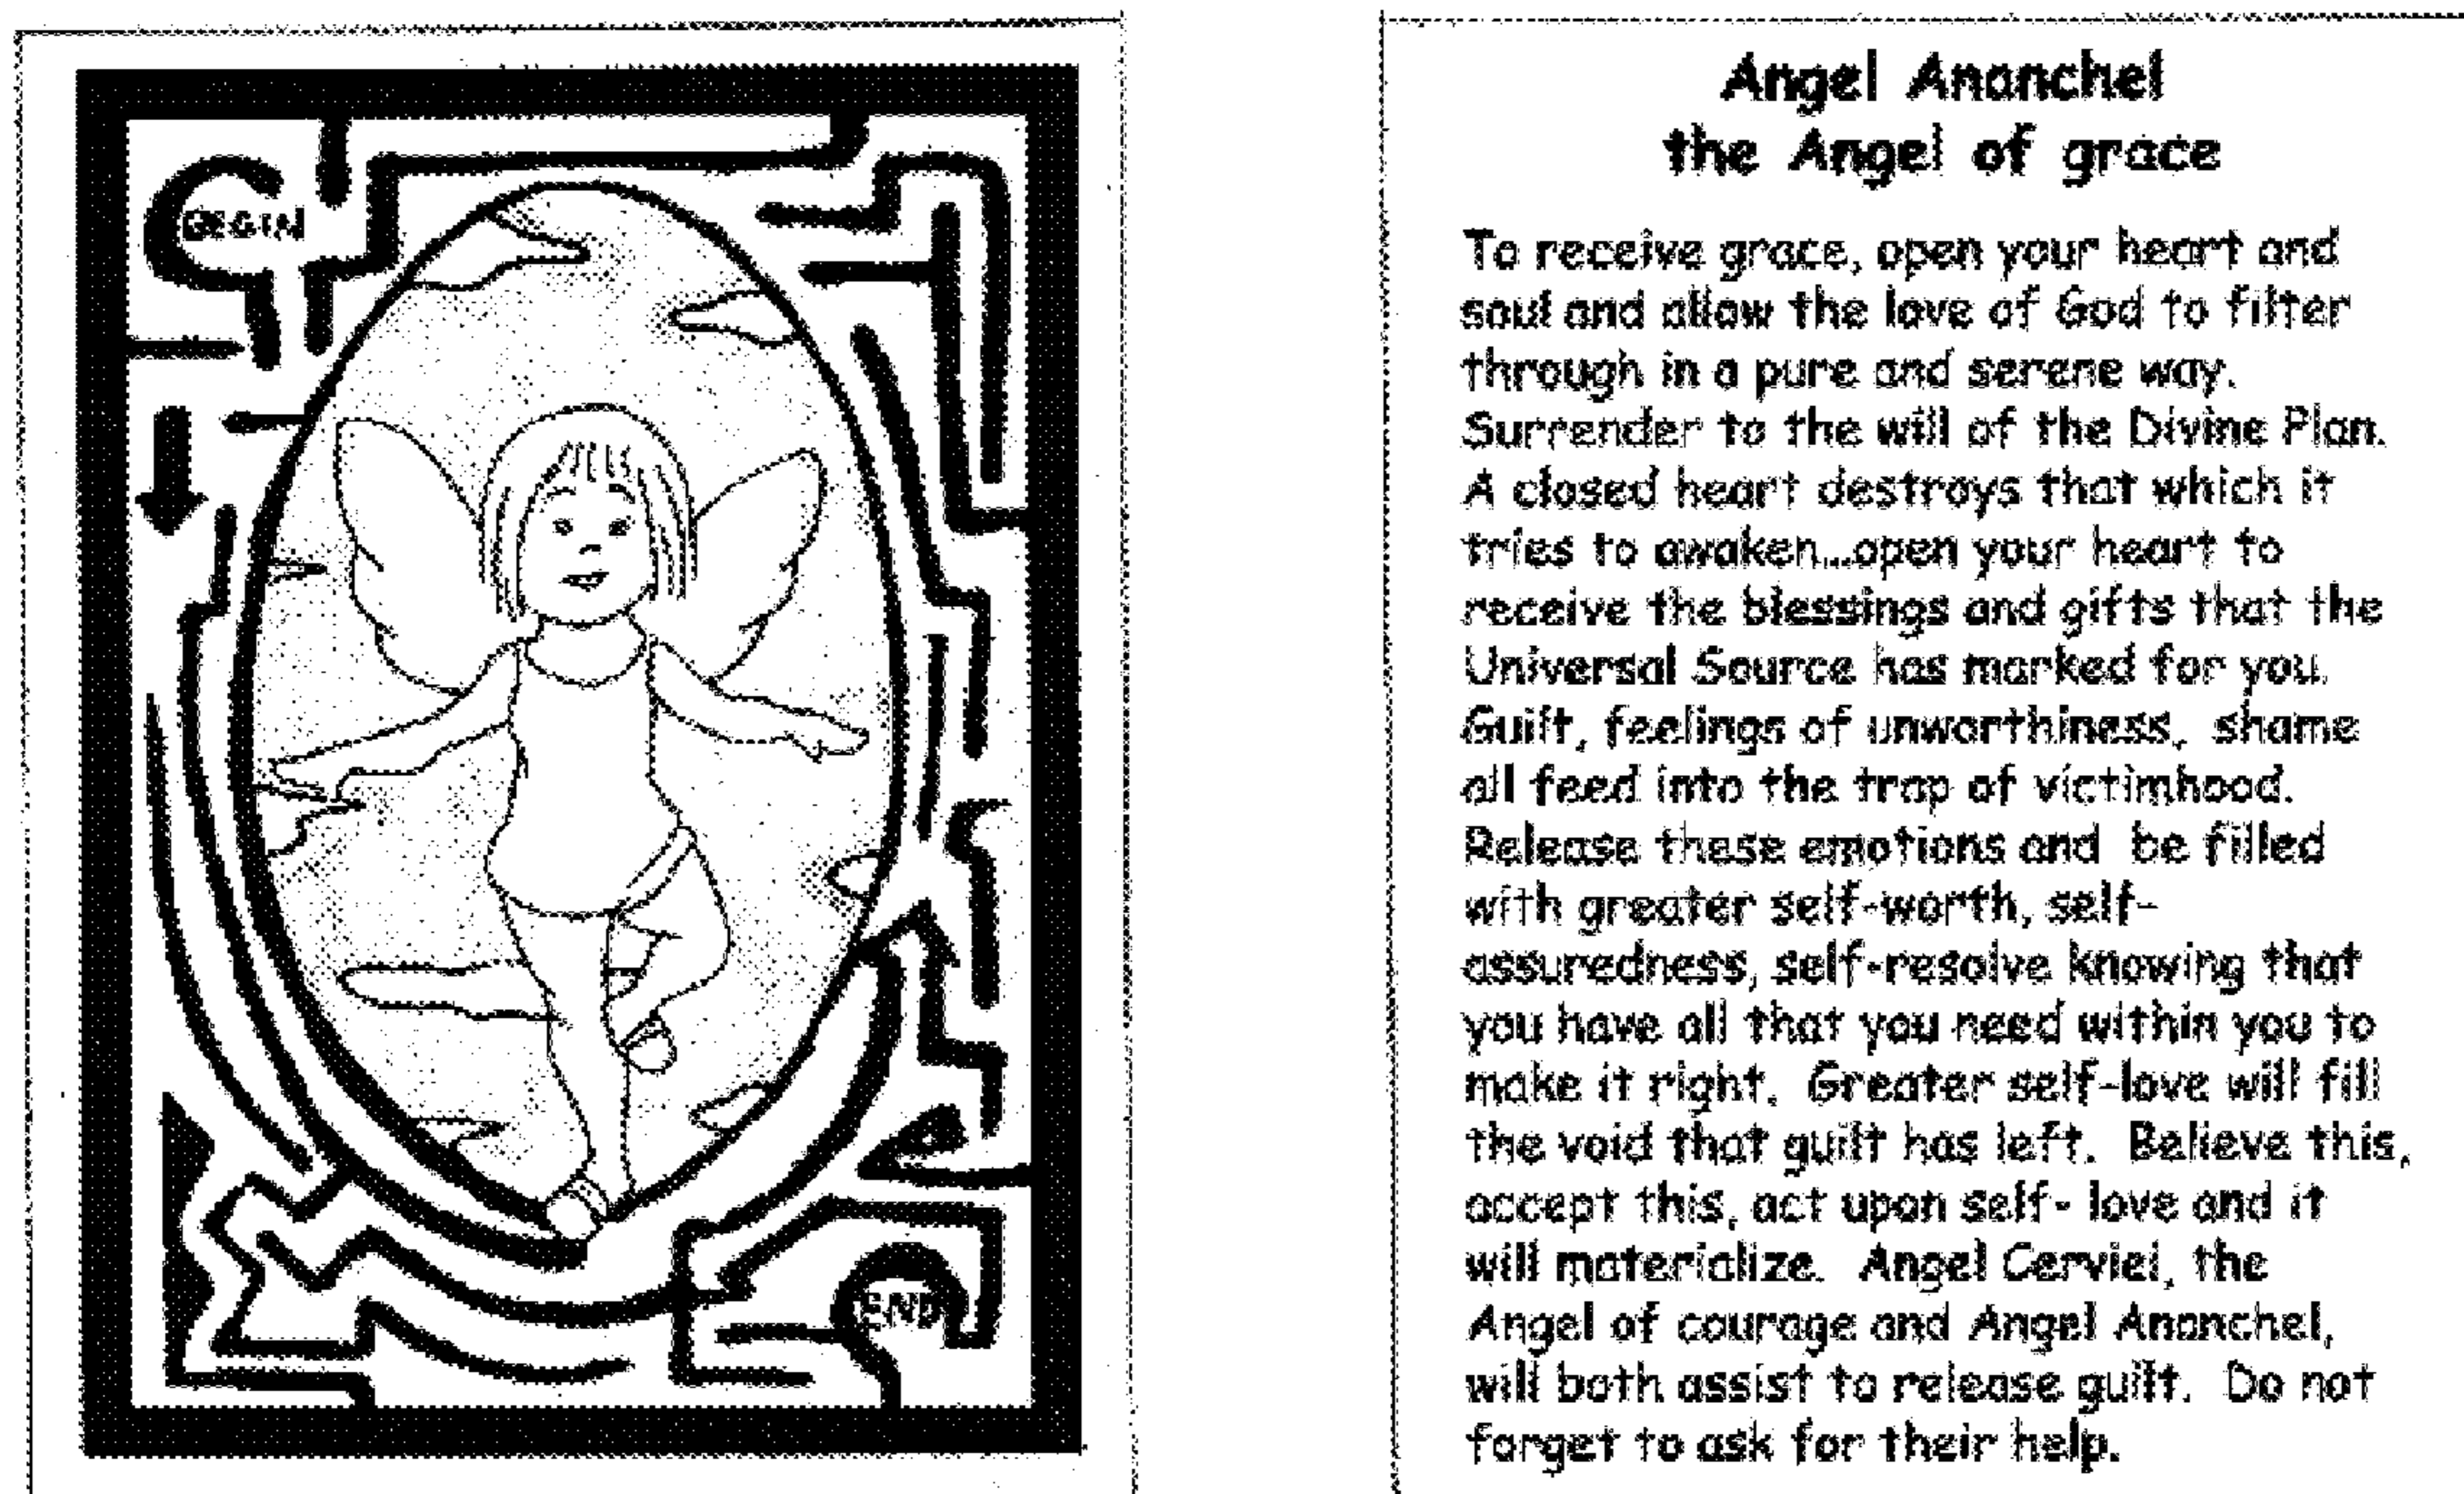 BEGIN
END
Angel Ananchel
the Angel of grace
To receive grace, open your heart and
soul and allow the love of God to filter
through in a pure and serene way.
Surrender to the will of the Divine Plan.
A closed heart destroys that which it
tries to awaken...open your heart to
receive the blessings and gifts that the
Universal Source has marked for you.
Guilt, feelings of unworthiness, shame
all feed into the trap of victimhood.
Release these emotions and be filled
with greater self-worth, self-
assuredness, self-resolve knowing that
you have all that you need within you to
make it right. Greater self-love will fill
the void that guilt has left. Believe this,
accept this, act upon self- love and it
will materialize. Angel Cerviel, the
Angel of courage and Angel Ananchel,
will both assist to release guilt. Do not
forget to ask for their help.